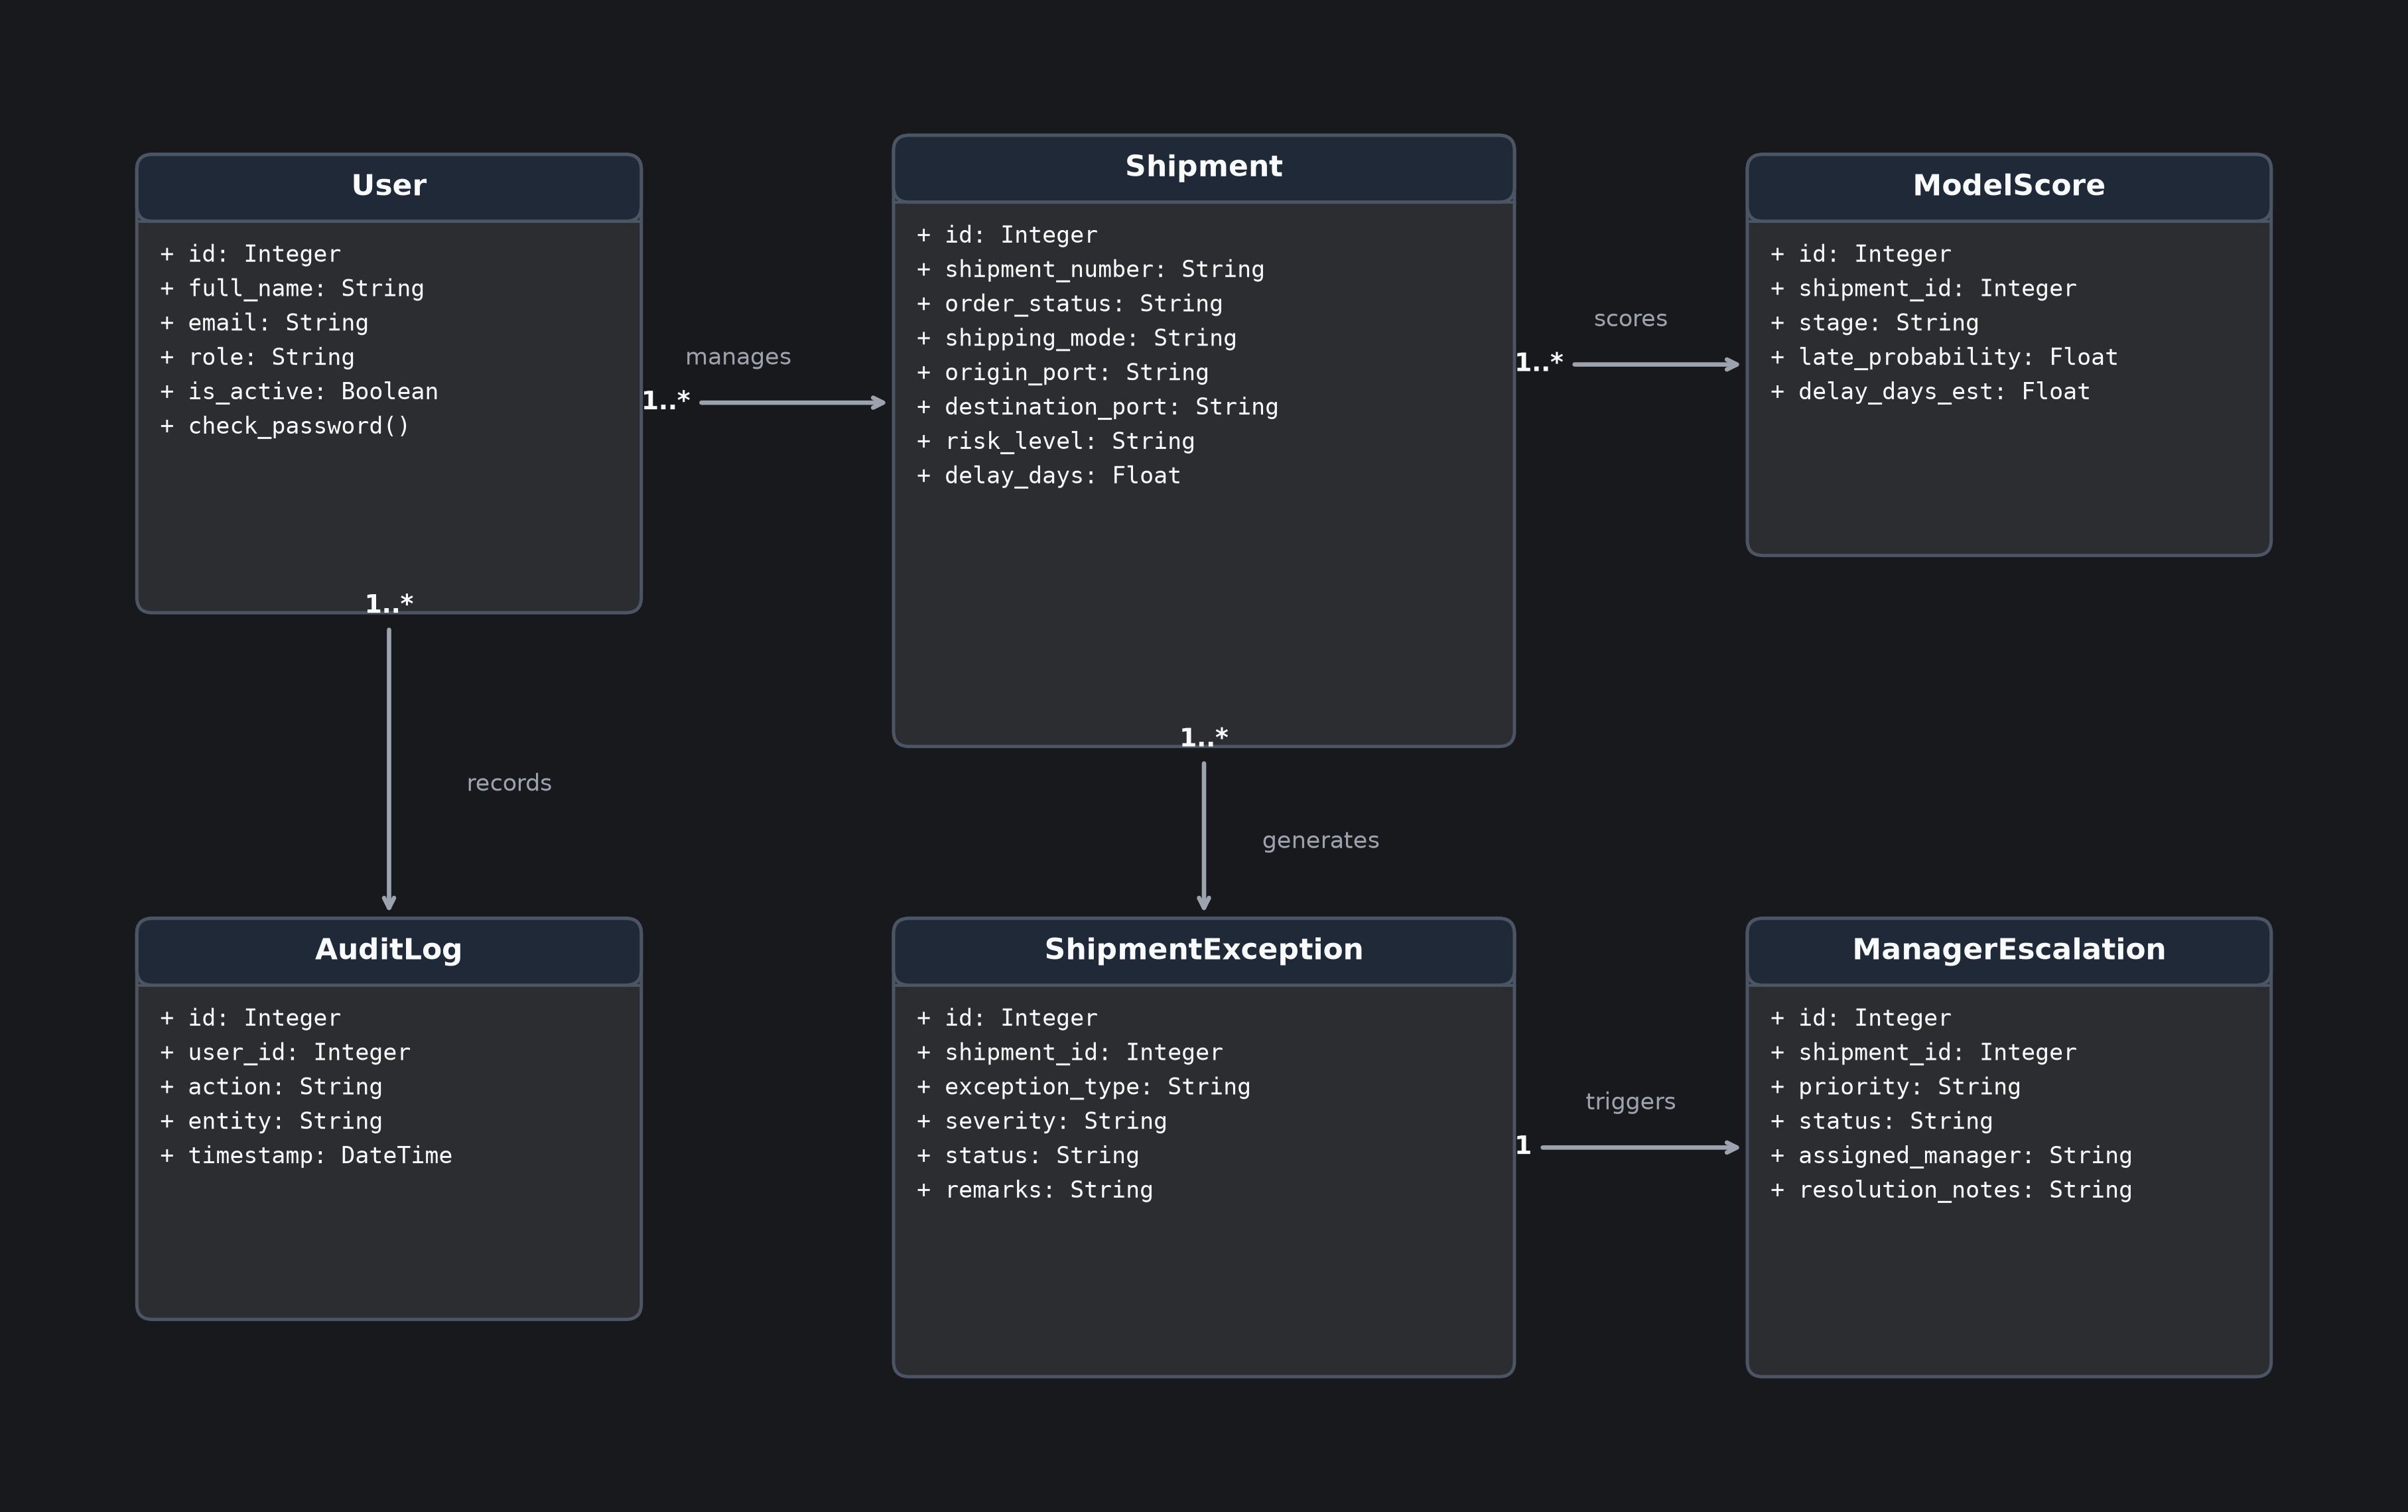 User
+ id: Integer
+ full_name: String
+ email: String
+ role: String
+ is_active: Boolean
+ check_password()
1..*
manages
1..*
Shipment
+ id: Integer
+ shipment_number: String
+ order_status: String
+ shipping_mode: String
+ origin_port: String
+ destination_port: String
+ risk_level: String
+ delay_days: Float
1..*
scores
1..*
ModelScore
+ id: Integer
+ shipment_id: Integer
+ stage: String
+ late_probability: Float
+ delay_days_est: Float
records
generates
AuditLog
+ id: Integer
+ user_id: Integer
+ action: String
+ entity: String
+ timestamp: DateTime
ShipmentException
+ id: Integer
+ shipment_id: Integer
+ exception_type: String
+ severity: String
+ status: String
+ remarks: String
triggers
1
ManagerEscalation
+ id: Integer
+ shipment_id: Integer
+ priority: String
+ status: String
+ assigned_manager: String
+ resolution_notes: String